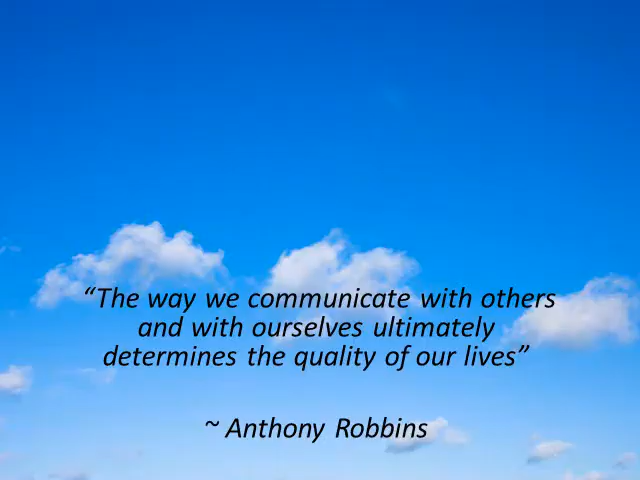 “The way we communicate with others
and with ourselves ultimately
determines the quality of our lives”
~ Anthony Robbins